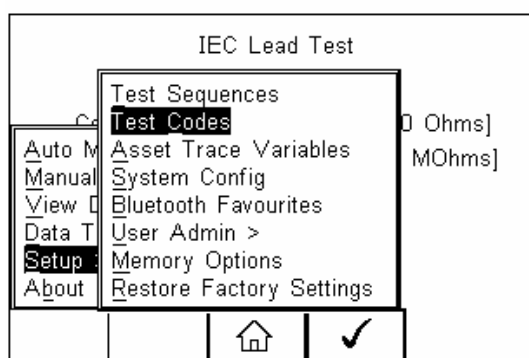 IEC Lead Test
Test Sequences
Test Codes
Asset Trace Variables
System Config
Bluetooth Favourites
User Admin >
Memory Options
Restore Factory Settings
Ohms]
MOhms]
Auto M
Manual
View
Data T
Setup
About